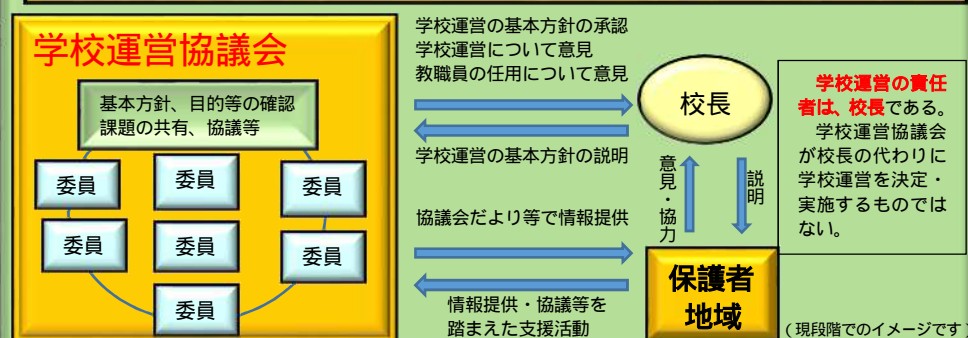 学校運営協議会
基本方針、目的等の確認
課題の共有、協議等
委員
委員
委員
委員
委員
委員
委員
学校運営の基本方針の承認
学校運営について意見
教職員の任用について意見
学校運営の基本方針の説明
協議会だより等で情報提供
情報提供・協議等を
踏まえた支援活動
校長
意見・協力
説明
保護者
地域
学校運営の責任
者は、校長である。
学校運営協議会
が校長の代わりに
学校運営を決定・
実施するものでは
ない。
(現段階でのイメージです)